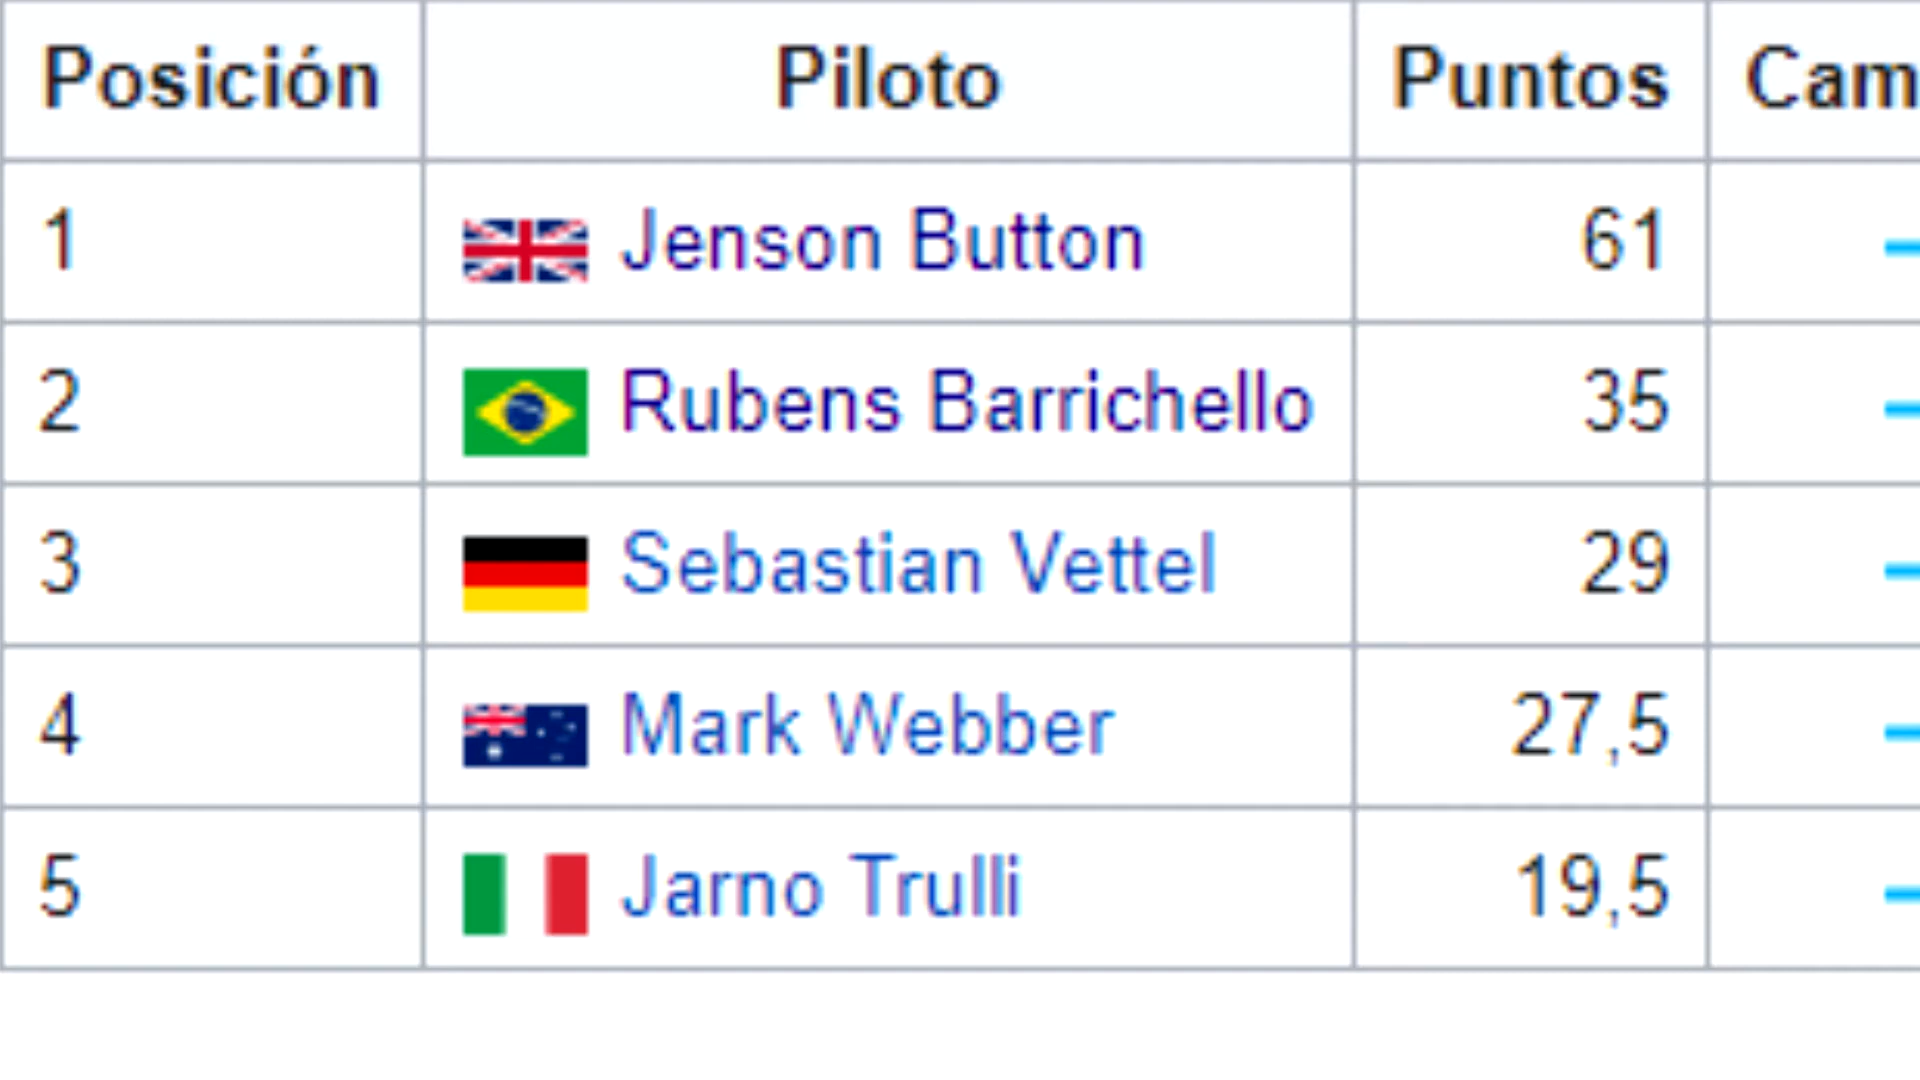 Posición Piloto Puntos Cam
1 Jenson Button 61
2 Rubens Barrichello 35
3 Sebastian Vettel 29
4 Mark Webber 27,5
5 Jarno Trulli 19,5